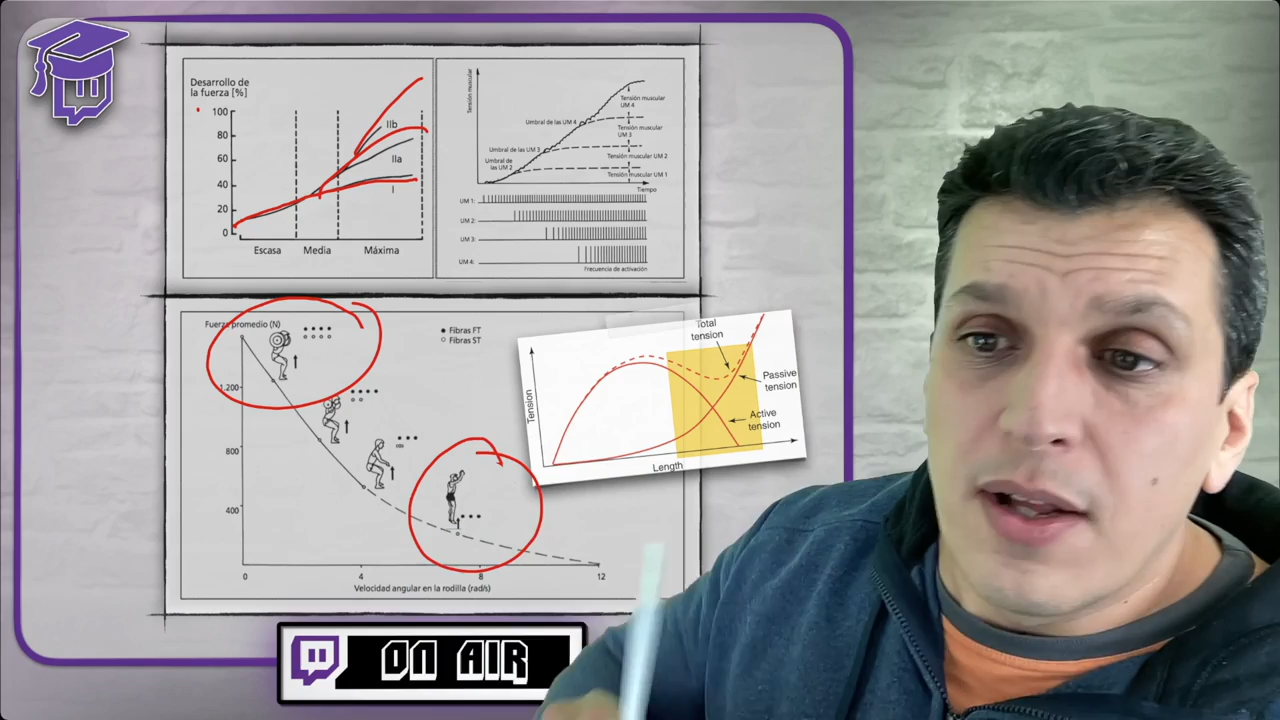 Desarrollo de
la fuerza [%]
100
80
60
40
20
0
IIb
IIa
I
Escasa
Media
Máxima
Tensión muscular
Umbral de las UM 4
Umbral de las UM 3
Umbral de
las UM 2
Tensión muscular
UM 4
Tensión muscular
UM 3
Tensión muscular UM 2
Tensión muscular UM 1
Tiempo
UM 1:
UM 2:
UM 3:
UM 4:
Frecuencia de activación
Fuerza promedio (N)
Fibras FT
Fibras ST
1.200
800
400
0
4
8
12
Velocidad angular en la rodilla (rad/s)
Total
tension
Passive
tension
Active
tension
Tension
Length
ON AIR